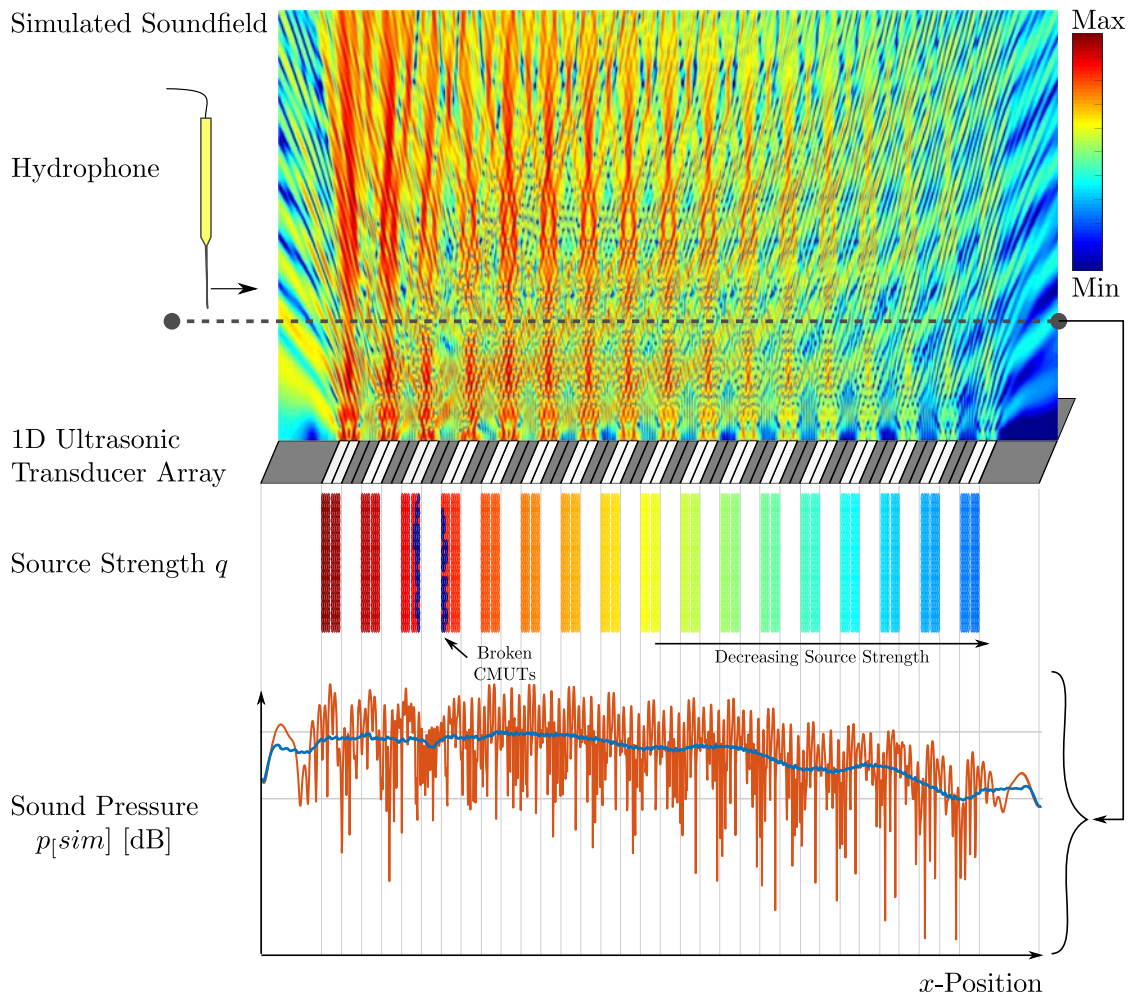 Simulated Soundfield
Max
Hydrophone
Min
1D Ultrasonic
Transducer Array
Source Strength q
Broken
CMUTs
Decreasing Source Strength
Sound Pressure
p[sim] [dB]
x-Position